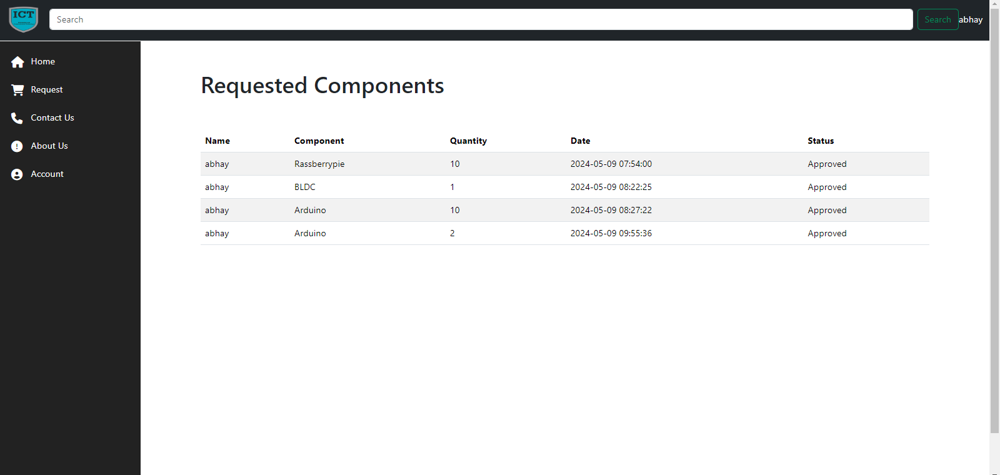 ICT
Search
Search
abhay
Home
Request
Contact Us
About Us
Account
Requested Components
Name Component Quantity Date Status
abhay Rassberrypie 10 2024-05-09 07:54:00 Approved
abhay BLDC 1 2024-05-09 08:22:25 Approved
abhay Arduino 10 2024-05-09 08:27:22 Approved
abhay Arduino 2 2024-05-09 09:55:36 Approved